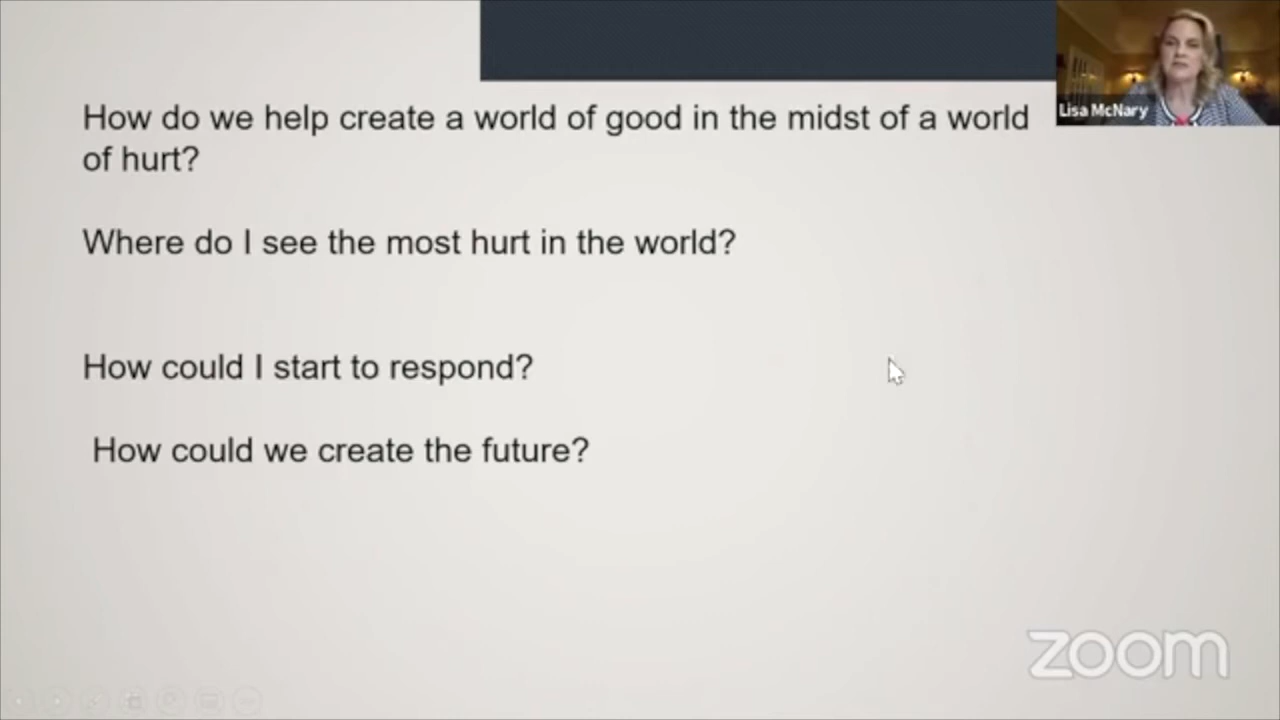 How do we help create a world of good in the midst of a world
of hurt?
Lisa McNary
Where do I see the most hurt in the world?
How could I start to respond?
How could we create the future?
zoom